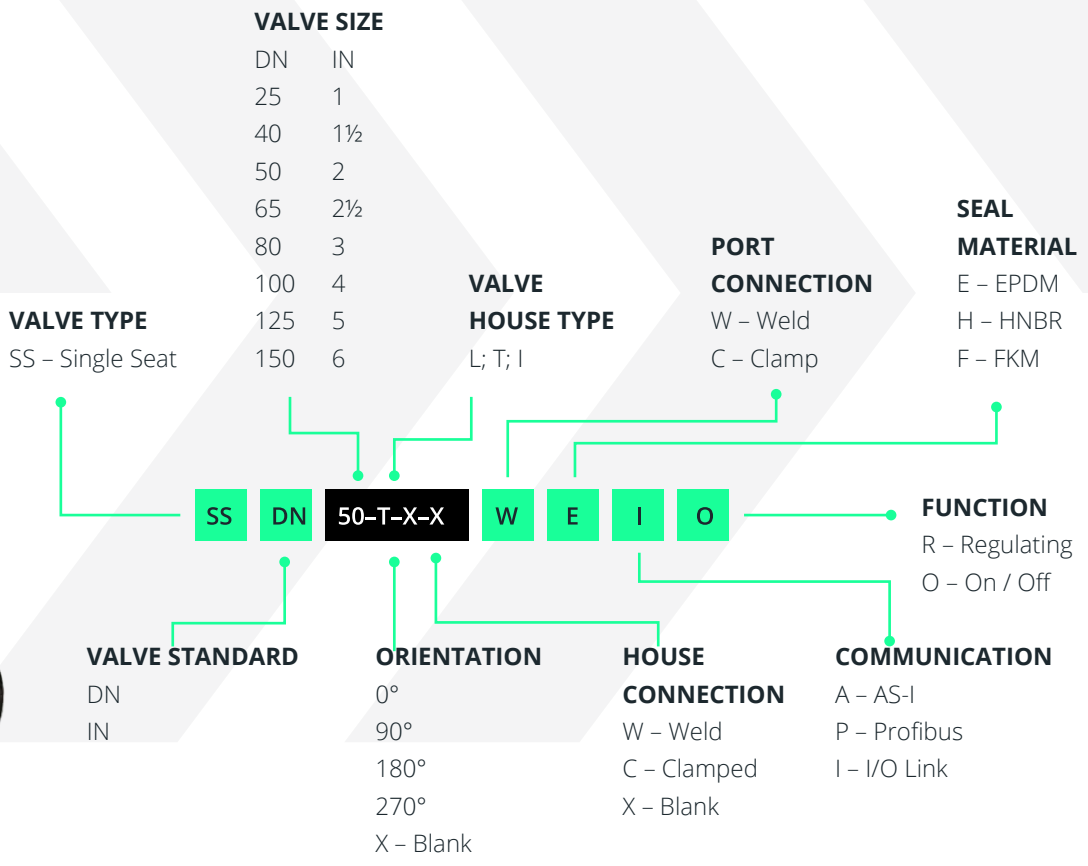 VALVE SIZE
DN IN
25 1
40 1½
50 2
65 2½
80 3
100 4
125 5
150 6
VALVE TYPE
SS – Single Seat
VALVE
HOUSE TYPE
L; T; I
PORT
CONNECTION
W – Weld
C – Clamp
SEAL
MATERIAL
E – EPDM
H – HNBR
F – FKM
SS DN 50–T–X–X W E I O
FUNCTION
R – Regulating
O – On / Off
VALVE STANDARD
DN
IN
ORIENTATION
0°
90°
180°
270°
X – Blank
HOUSE
CONNECTION
W – Weld
C – Clamped
X – Blank
COMMUNICATION
A – AS-I
P – Profibus
I – I/O Link